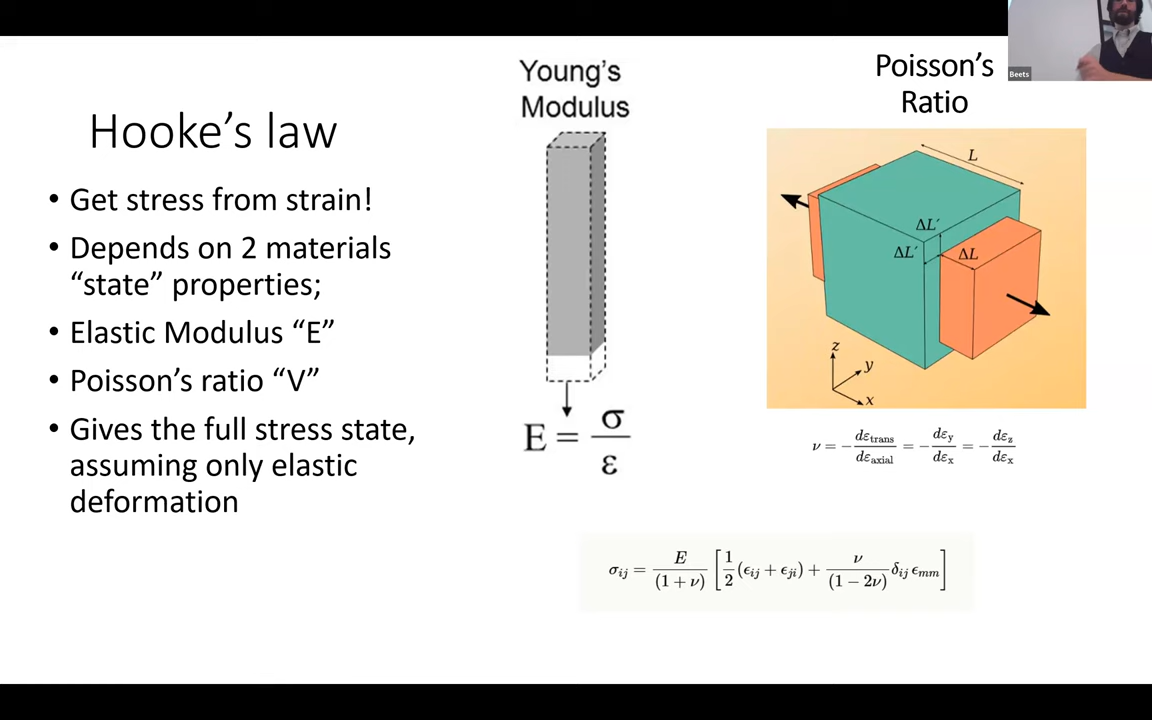 Hooke's law
• Get stress from strain!
• Depends on 2 materials
"state" properties;
• Elastic Modulus "E"
• Poisson's ratio "V"
• Gives the full stress state,
assuming only elastic
deformation
Young's
Modulus
E = σ/ε
Poisson's
Ratio
L
ΔL′
ΔL′
ΔL
z
y
x
ν = − dε_trans/dε_axial = − dε_y/dε_x = − dε_z/dε_x
σ_ij = E/(1 + ν) [1/2 (ϵ_ij + ϵ_ji) + ν/(1 − 2ν) δ_ij ϵ_mm]
Beets